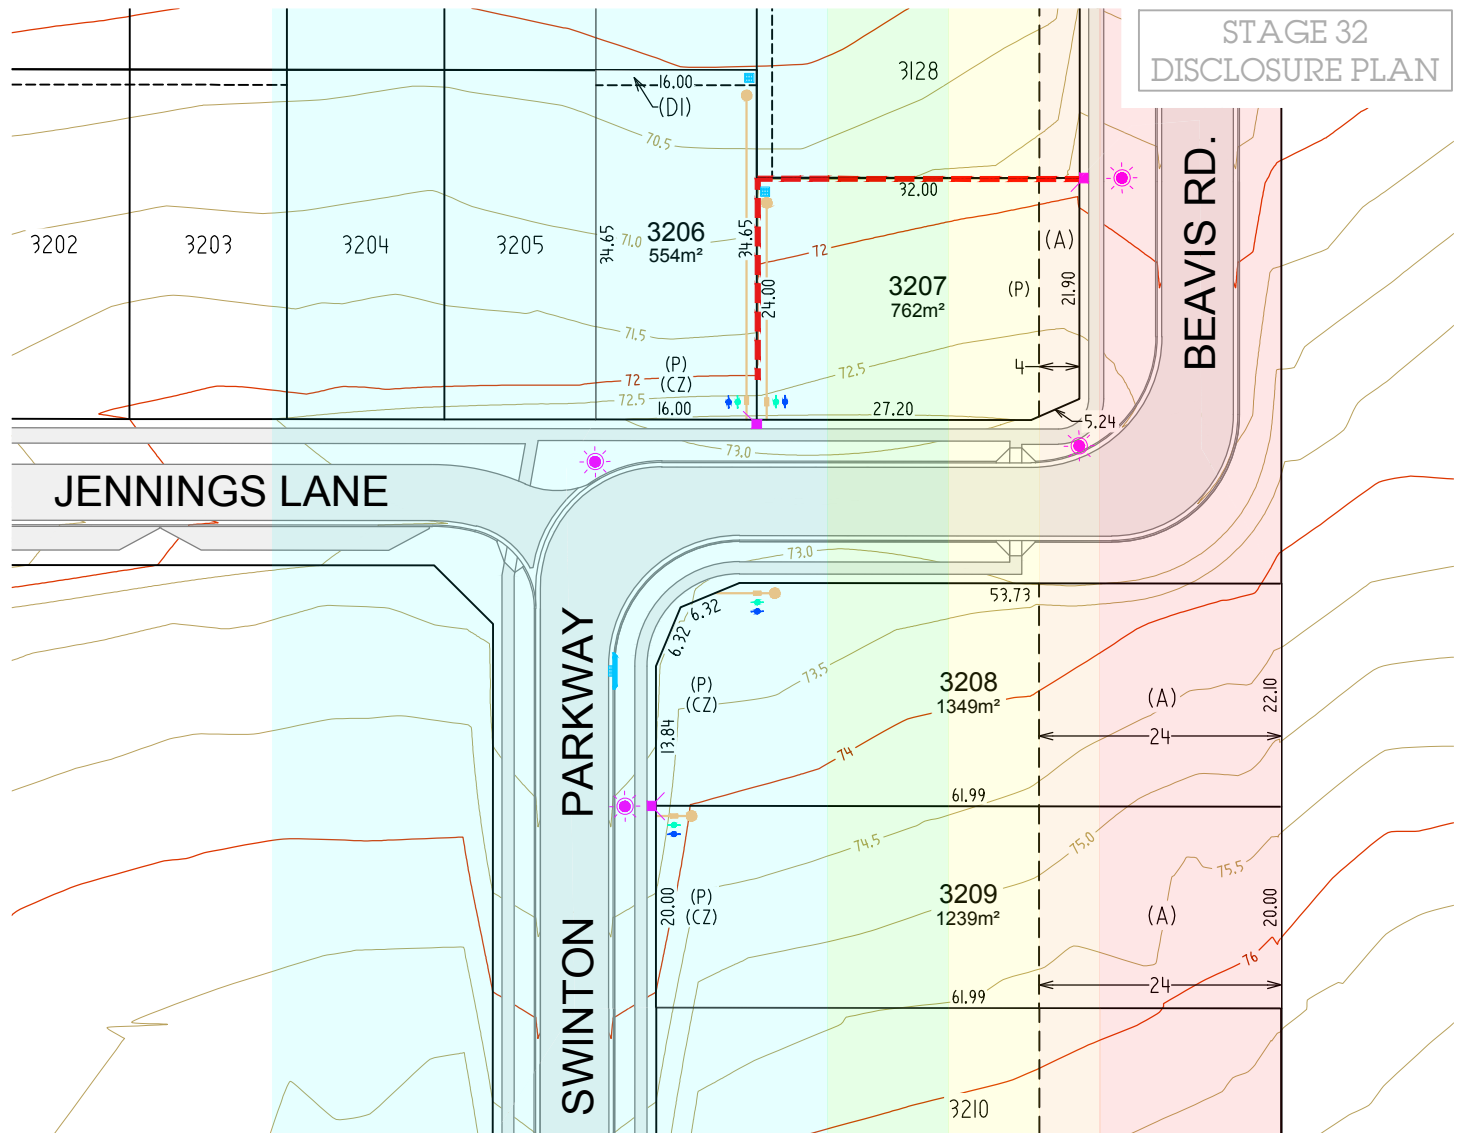 STAGE 32
DISCLOSURE PLAN
3128
16.00
(D1)
70.5
BEAVIS RD.
32.00
3202
3203
3204
3205
34.65
71.0
3206
554m²
34.65
72
(A)
24.00
3207
762m²
(P)
21.90
71.5
(P)
(CZ)
72
72.5
72.5
4
16.00
27.20
5.24
73.0
JENNINGS LANE
73.0
53.73
6.32
6.32
SWINTON PARKWAY
73.5
(P)
(CZ)
3208
1349m²
(A)
22.10
13.84
74
24
61.99
74.5
75.0
75.5
20.00
(P)
(CZ)
3209
1239m²
(A)
20.00
76
24
61.99
3210